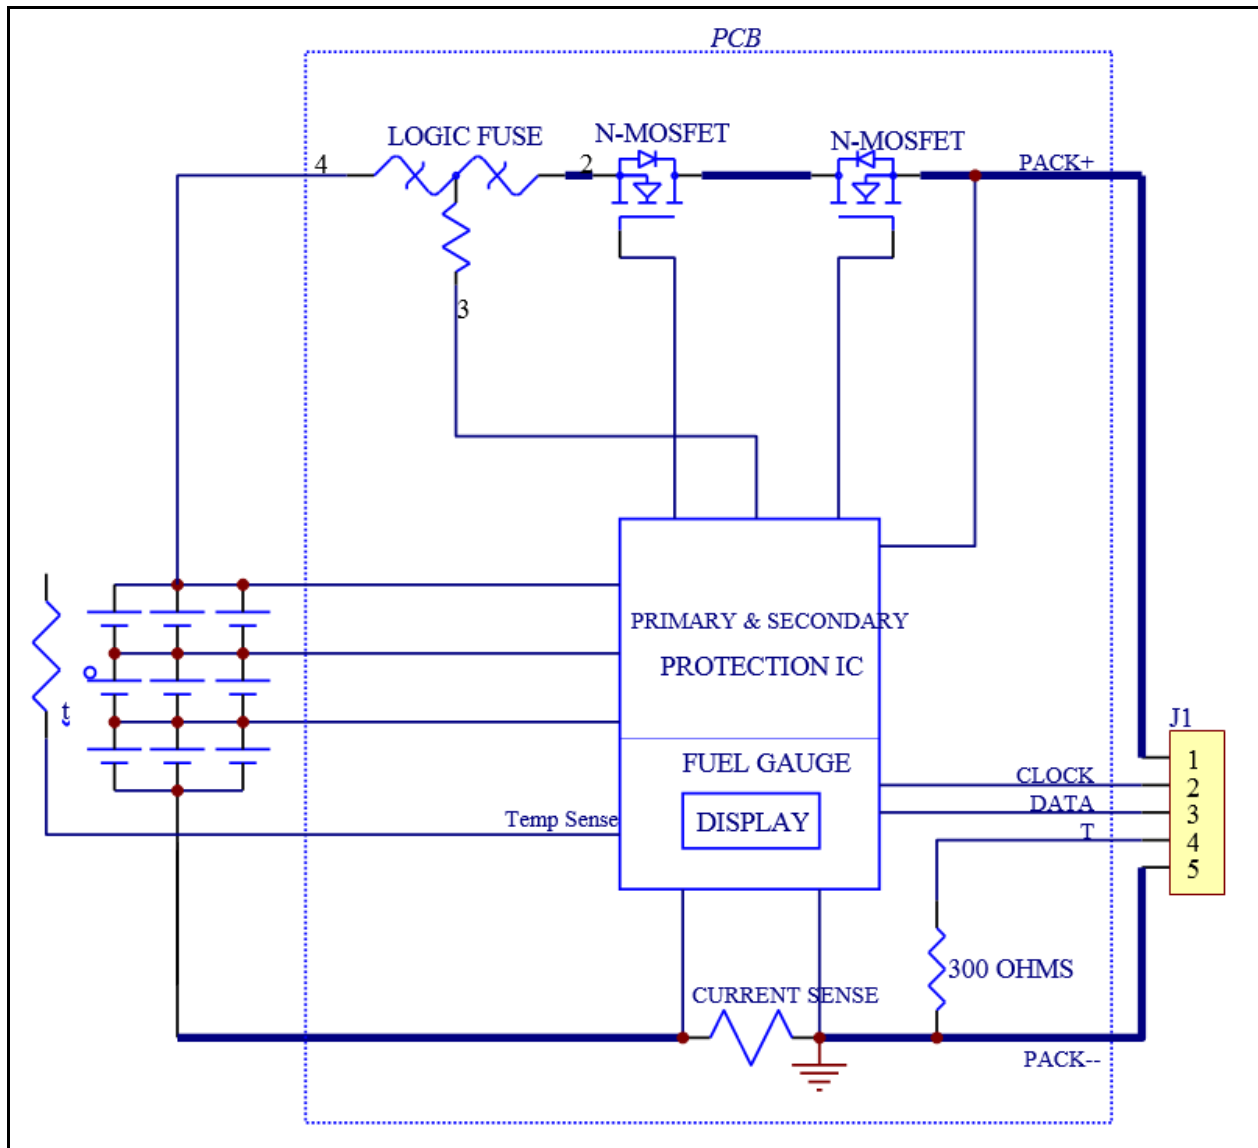 PCB
LOGIC FUSE
N-MOSFET
N-MOSFET
4
2
PACK+
3
PRIMARY & SECONDARY
PROTECTION IC
t
J1
FUEL GAUGE
1
CLOCK
2
DATA
3
Temp Sense
DISPLAY
T
4
5
300 OHMS
CURRENT SENSE
PACK--